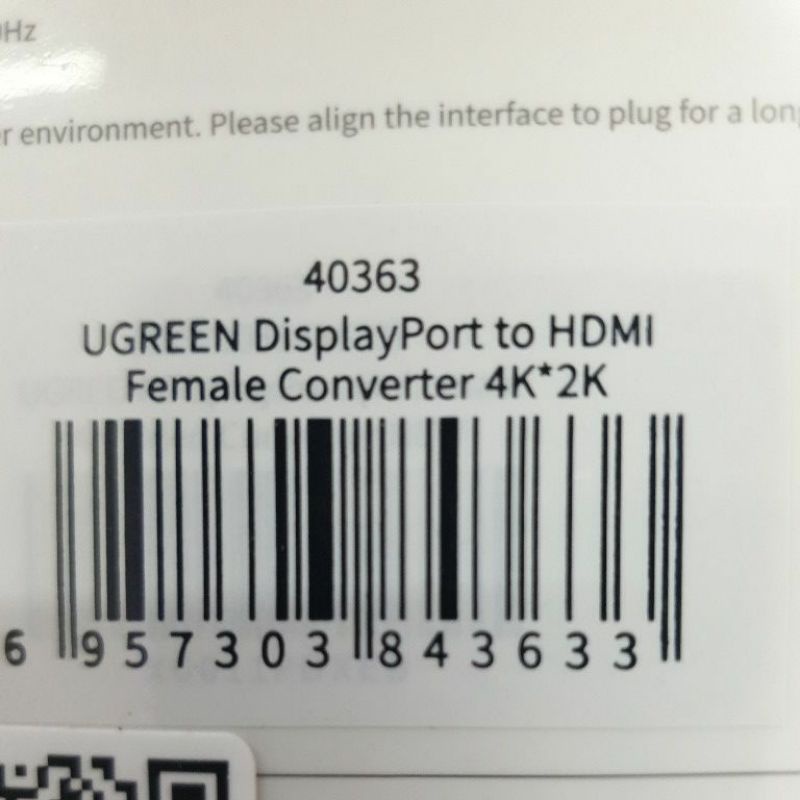 Hz
environment. Please align the interface to plug for a
40363
UGREEN DisplayPort to HDMI
Female Converter 4K*2K
6 957303 843633